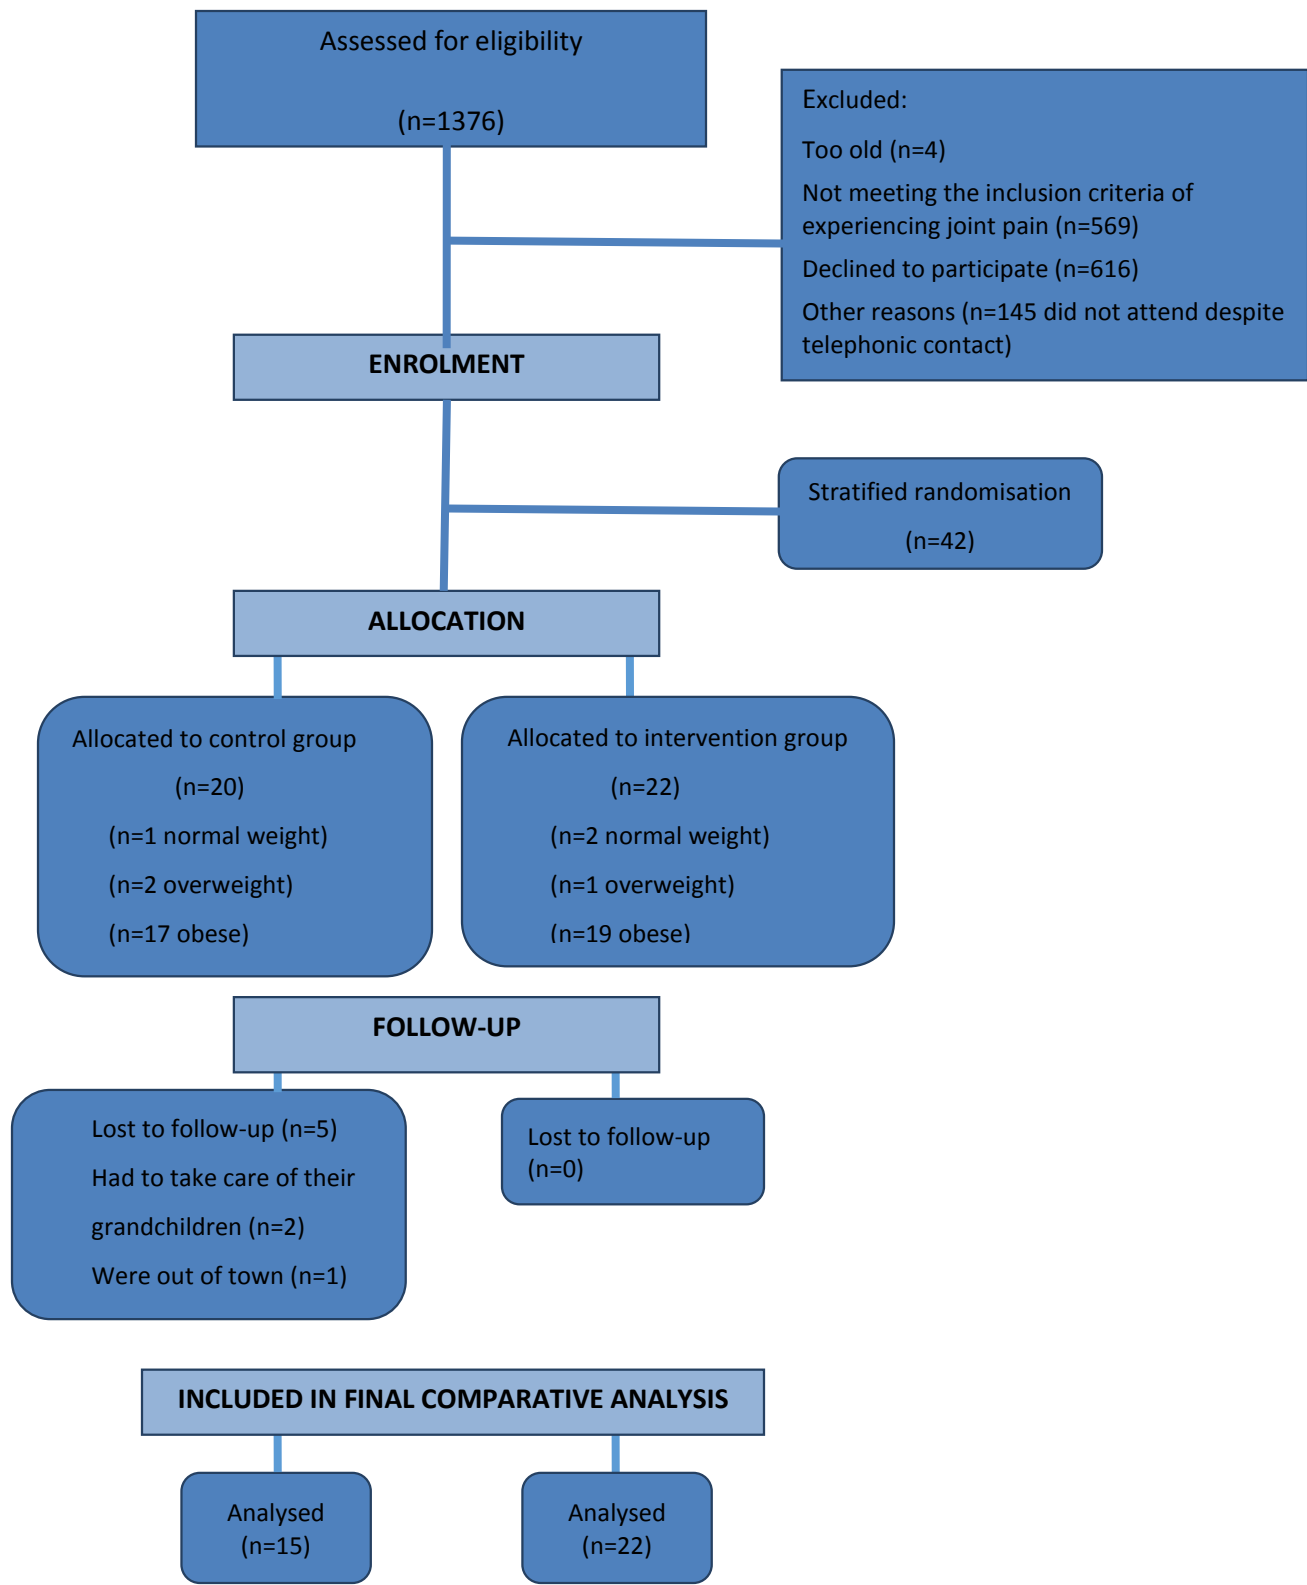 Assessed for eligibility
(n=1376)
Excluded:
Too old (n=4)
Not meeting the inclusion criteria of
experiencing joint pain (n=569)
Declined to participate (n=616)
Other reasons (n=145 did not attend despite
telephonic contact)
ENROLMENT
Stratified randomisation
(n=42)
ALLOCATION
Allocated to control group
(n=20)
(n=1 normal weight)
(n=2 overweight)
(n=17 obese)
Allocated to intervention group
(n=22)
(n=2 normal weight)
(n=1 overweight)
(n=19 obese)
FOLLOW-UP
Lost to follow-up (n=5)
Had to take care of their
grandchildren (n=2)
Were out of town (n=1)
Lost to follow-up
(n=0)
INCLUDED IN FINAL COMPARATIVE ANALYSIS
Analysed
(n=15)
Analysed
(n=22)